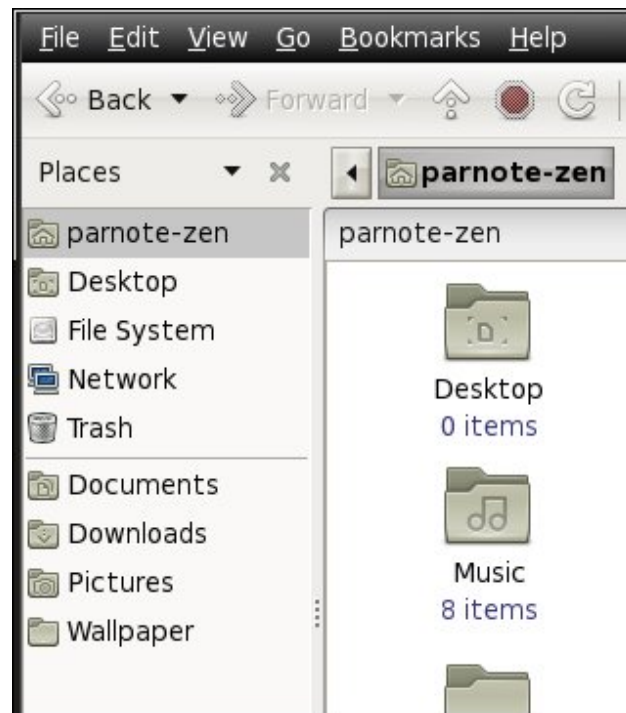 File Edit View Go Bookmarks Help
Back Forward
Places
parnote-zen
parnote-zen
Desktop
File System
Network
Trash
Documents
Downloads
Pictures
Wallpaper
parnote-zen
Desktop
0 items
Music
8 items